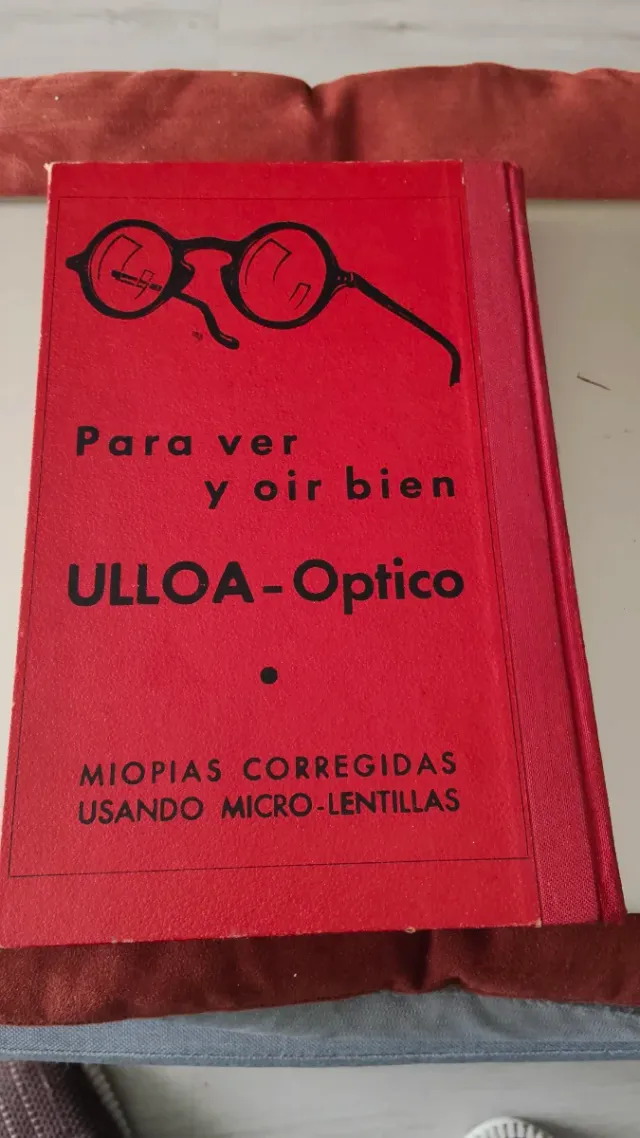 Para ver
y oir bien
ULLOA - Optico
MIOPIAS CORREGIDAS
USANDO MICRO-LENTILLAS